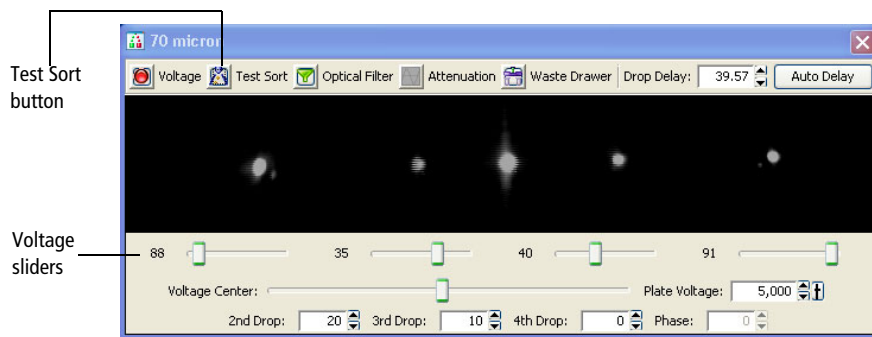 70 micron
Test Sort
button
Voltage Test Sort Optical Filter Attenuation Waste Drawer Drop Delay: 39.57 Auto Delay
Voltage
sliders
88 35 40 91
Voltage Center: Plate Voltage: 5,000
2nd Drop: 20 3rd Drop: 10 4th Drop: 0 Phase: 0